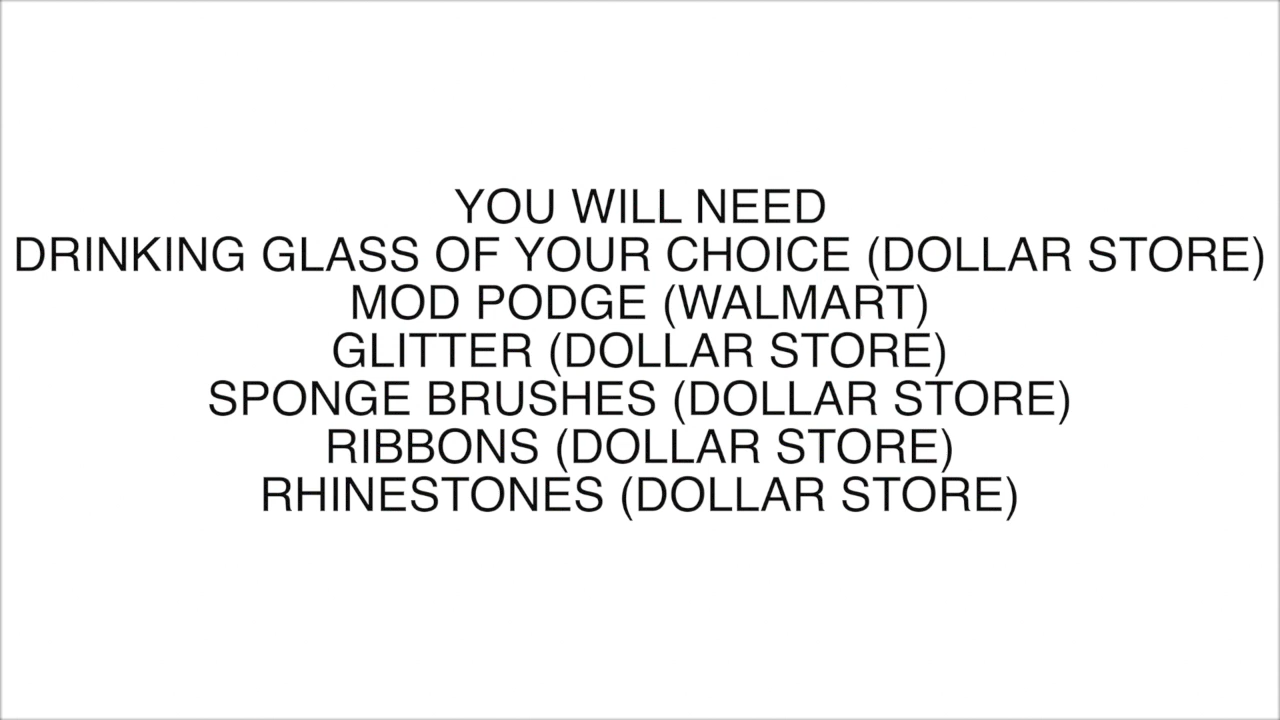 YOU WILL NEED
DRINKING GLASS OF YOUR CHOICE (DOLLAR STORE)
MOD PODGE (WALMART)
GLITTER (DOLLAR STORE)
SPONGE BRUSHES (DOLLAR STORE)
RIBBONS (DOLLAR STORE)
RHINESTONES (DOLLAR STORE)